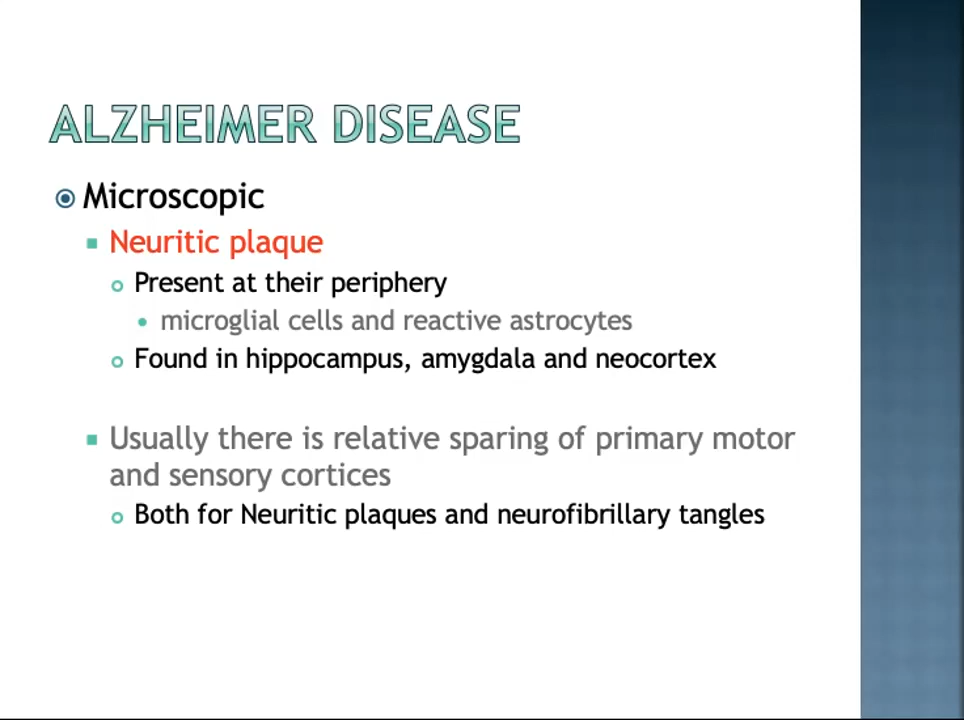 ALZHEIMER DISEASE
Microscopic
Neuritic plaque
Present at their periphery
microglial cells and reactive astrocytes
Found in hippocampus, amygdala and neocortex
Usually there is relative sparing of primary motor
and sensory cortices
Both for Neuritic plaques and neurofibrillary tangles